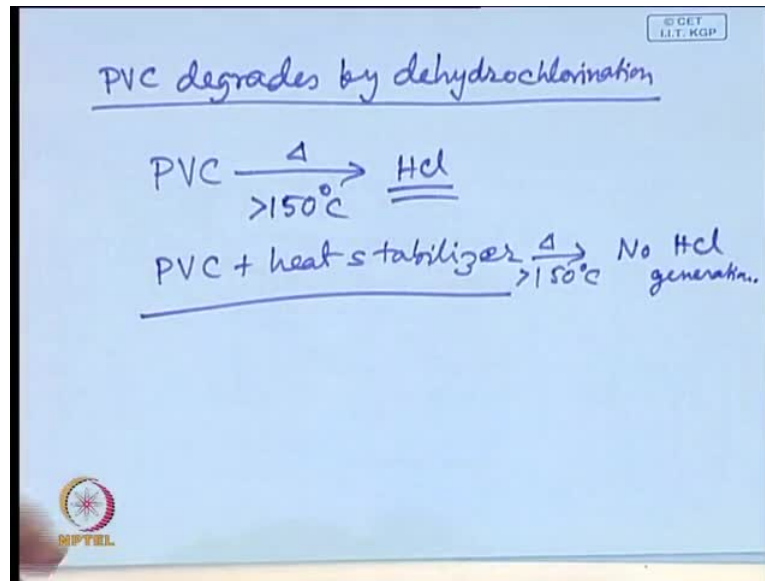 © CET
I.I.T. KGP
PVC degrades by dehydrochlorination
PVC Δ HCl
>150°C
PVC + heat stabilizer Δ No HCl
>150°C generation.
NPTEL